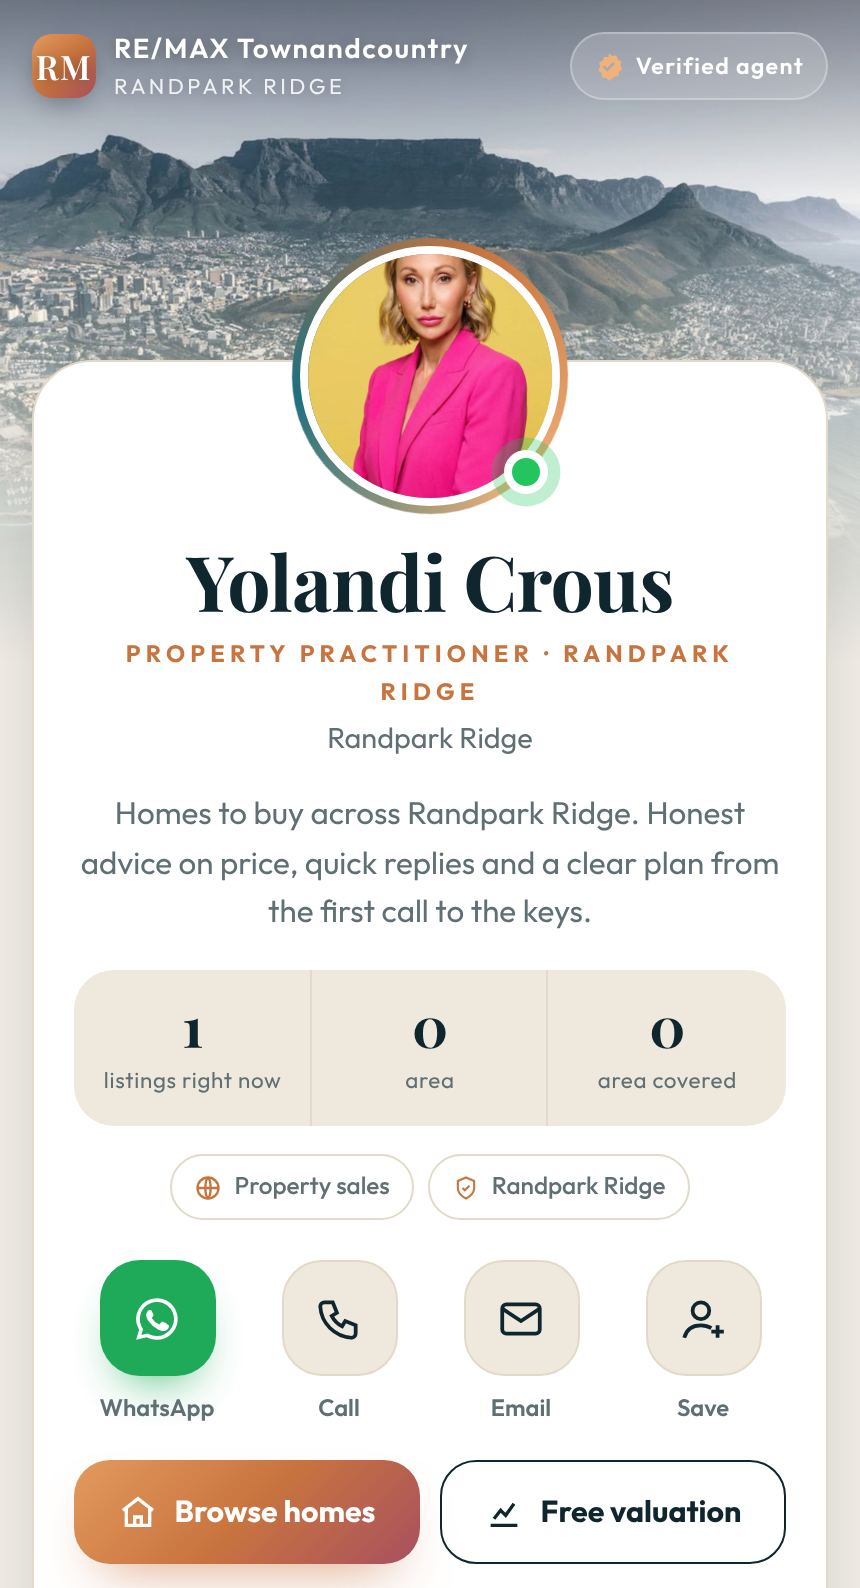 RM
RE/MAX Townandcountry
RANDPARK RIDGE
Verified agent
Yolandi Crous
PROPERTY PRACTITIONER · RANDPARK
RIDGE
Randpark Ridge
Homes to buy across Randpark Ridge. Honest
advice on price, quick replies and a clear plan from
the first call to the keys.
1
listings right now
0
area
0
area covered
Property sales
Randpark Ridge
WhatsApp
Call
Email
Save
Browse homes
Free valuation